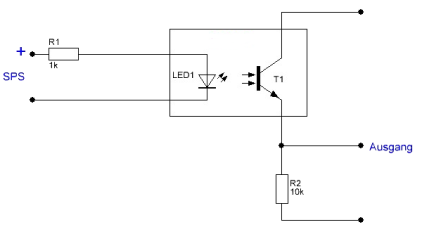 R1
+
1k
SPS
LED1
T1
Ausgang
R2
10k